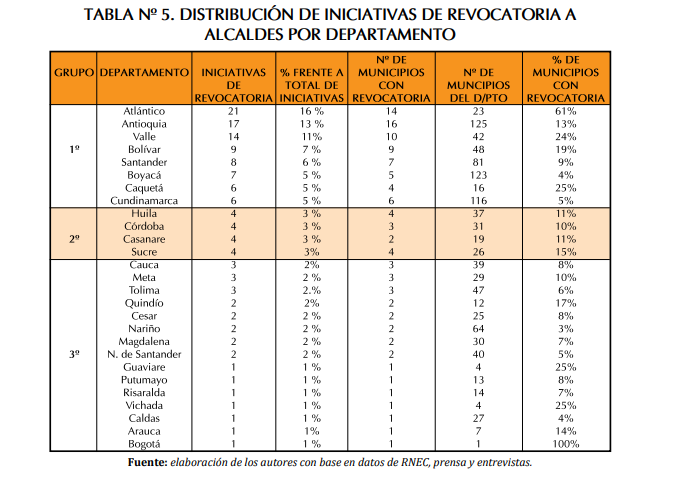 TABLA Nº 5. DISTRIBUCIÓN DE INICIATIVAS DE REVOCATORIA A
ALCALDES POR DEPARTAMENTO
GRUPO DEPARTAMENTO INICIATIVAS DE REVOCATORIA % FRENTE A TOTAL DE INICIATIVAS Nº DE MUNICIPIOS CON REVOCATORIA Nº DE MUNCIPIOS DEL D/PTO % DE MUNICIPIOS CON REVOCATORIA
1º
Atlántico 21 16 % 14 23 61%
Antioquia 17 13 % 16 125 13%
Valle 14 11% 10 42 24%
Bolívar 9 7 % 9 48 19%
Santander 8 6 % 7 81 9%
Boyacá 7 5 % 5 123 4%
Caquetá 6 5 % 4 16 25%
Cundinamarca 6 5 % 6 116 5%
2º
Huila 4 3 % 4 37 11%
Córdoba 4 3 % 3 31 10%
Casanare 4 3 % 2 19 11%
Sucre 4 3% 4 26 15%
3º
Cauca 3 2% 3 39 8%
Meta 3 2 % 3 29 10%
Tolima 3 2.% 3 47 6%
Quindío 2 2% 2 12 17%
Cesar 2 2 % 2 25 8%
Nariño 2 2 % 2 64 3%
Magdalena 2 2 % 2 30 7%
N. de Santander 2 2 % 2 40 5%
Guaviare 1 1 % 1 4 25%
Putumayo 1 1 % 1 13 8%
Risaralda 1 1 % 1 14 7%
Vichada 1 1 % 1 4 25%
Caldas 1 1 % 1 27 4%
Arauca 1 1% 1 7 14%
Bogotá 1 1 % 1 1 100%
Fuente: elaboración de los autores con base en datos de RNEC, prensa y entrevistas.